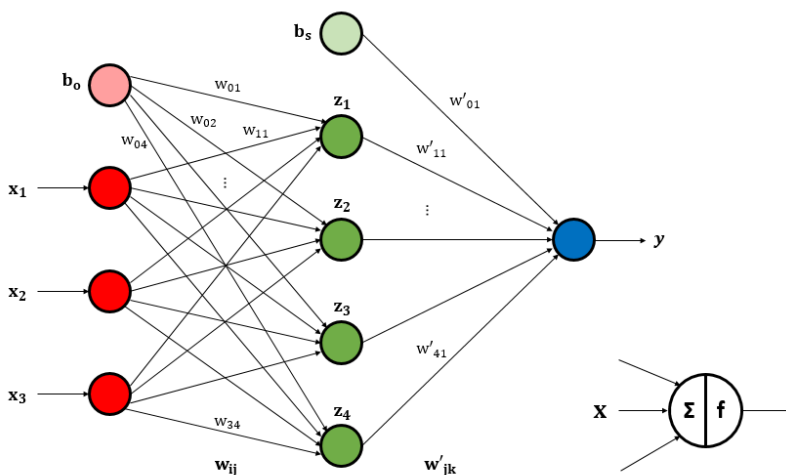 bₛ
bₒ
w₀₁
z₁
w'₀₁
w₀₂
w₁₁
w₀₄
w'₁₁
x₁
⋮
z₂
⋮
y
x₂
z₃
w'₄₁
x₃
X
Σ
f
w₃₄
z₄
wᵢⱼ
w'ⱼₖ